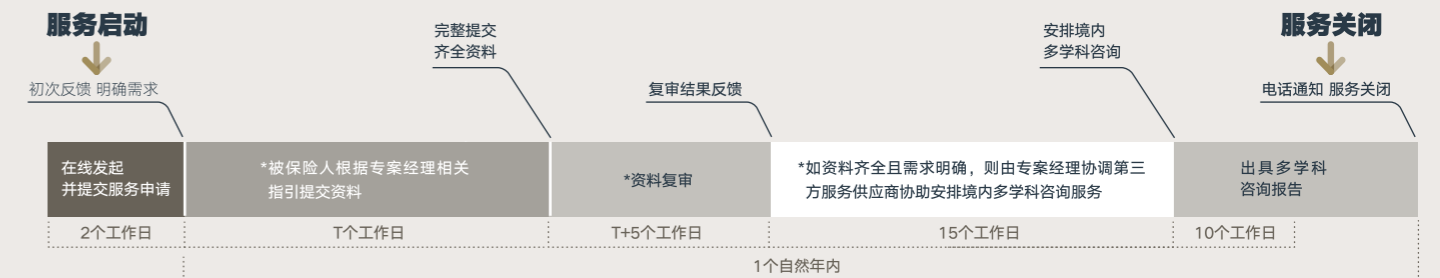 服务启动
初次反馈 明确需求
完整提交
齐全资料
复审结果反馈
安排境内
多学科咨询
服务关闭
电话通知 服务关闭
在线发起
并提交服务申请
*被保险人根据专案经理相关
指引提交资料
*资料复审
*如资料齐全且需求明确，则由专案经理协调第三
方服务供应商协助安排境内多学科咨询服务
出具多学科
咨询报告
2个工作日
T个工作日
T+5个工作日
15个工作日
10个工作日
1个自然年内